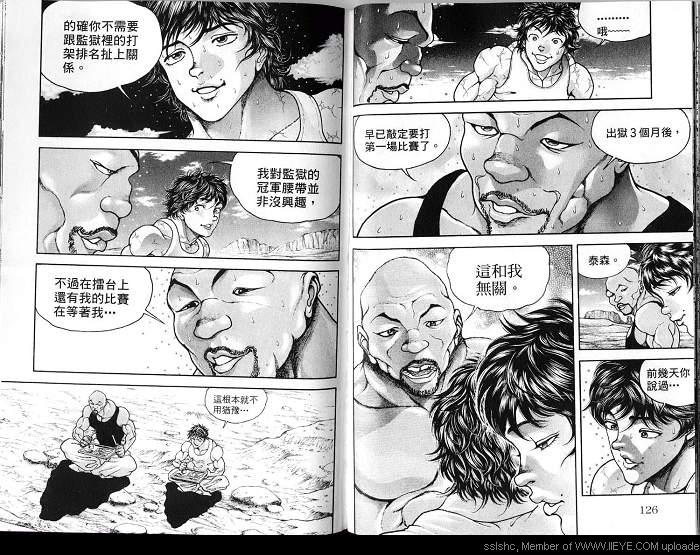 ………
哦~~~~
出獄3個月後，
早已敲定要打
第一場比賽了。
泰森。
前幾天你
說過…
這和我
無關。
126
的確你不需要
跟監獄裡的打
架排名扯上關
係。
我對監獄的
冠軍腰帶並
非沒興趣，
不過在擂台上
還有我的比賽
在等著我…
這根本就不
用猶豫…
sslshc, Member of WWW.IIEYE.COM uploade